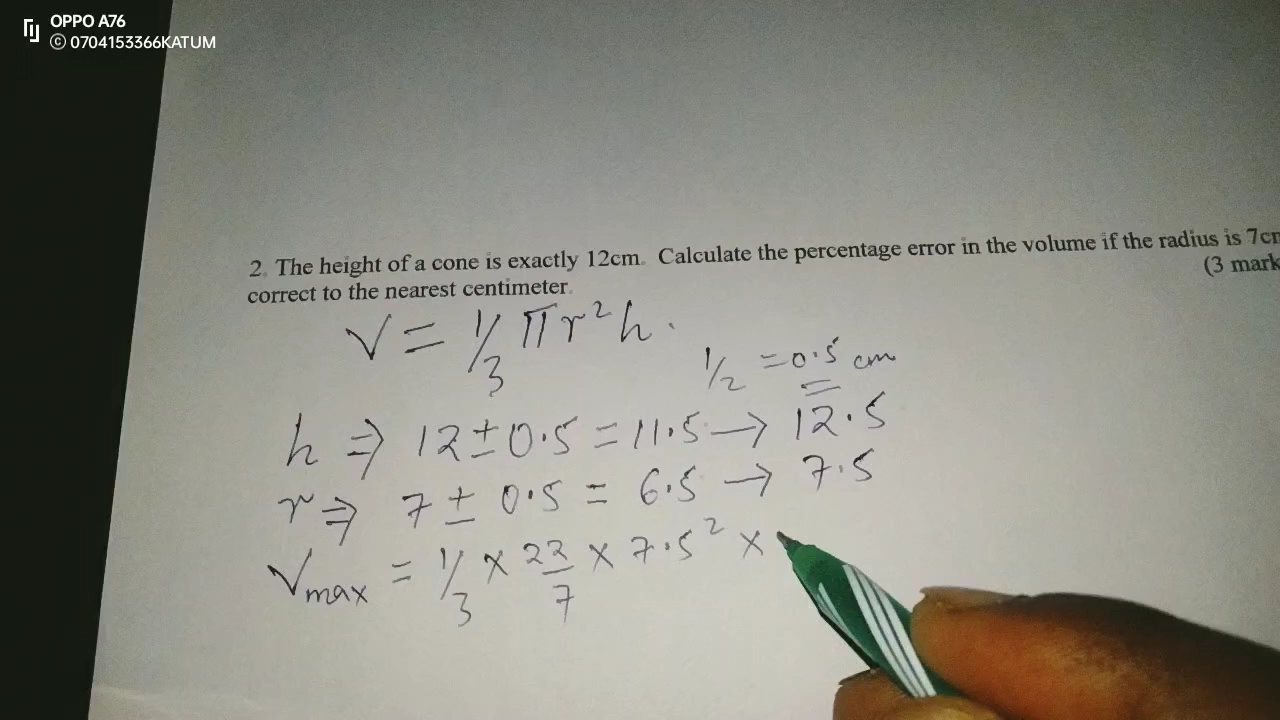 OPPO A76
© 0704153366KATUM
2. The height of a cone is exactly 12cm. Calculate the percentage error in the volume if the radius is 7cm
(3 mark
correct to the nearest centimeter.
V = 1/3 πr²h.
1/2 = 0.5 cm
h ⇒ 12 ± 0.5 = 11.5 → 12.5
r ⇒ 7 ± 0.5 = 6.5 → 7.5
Vmax = 1/3 × 22/7 × 7.5² ×